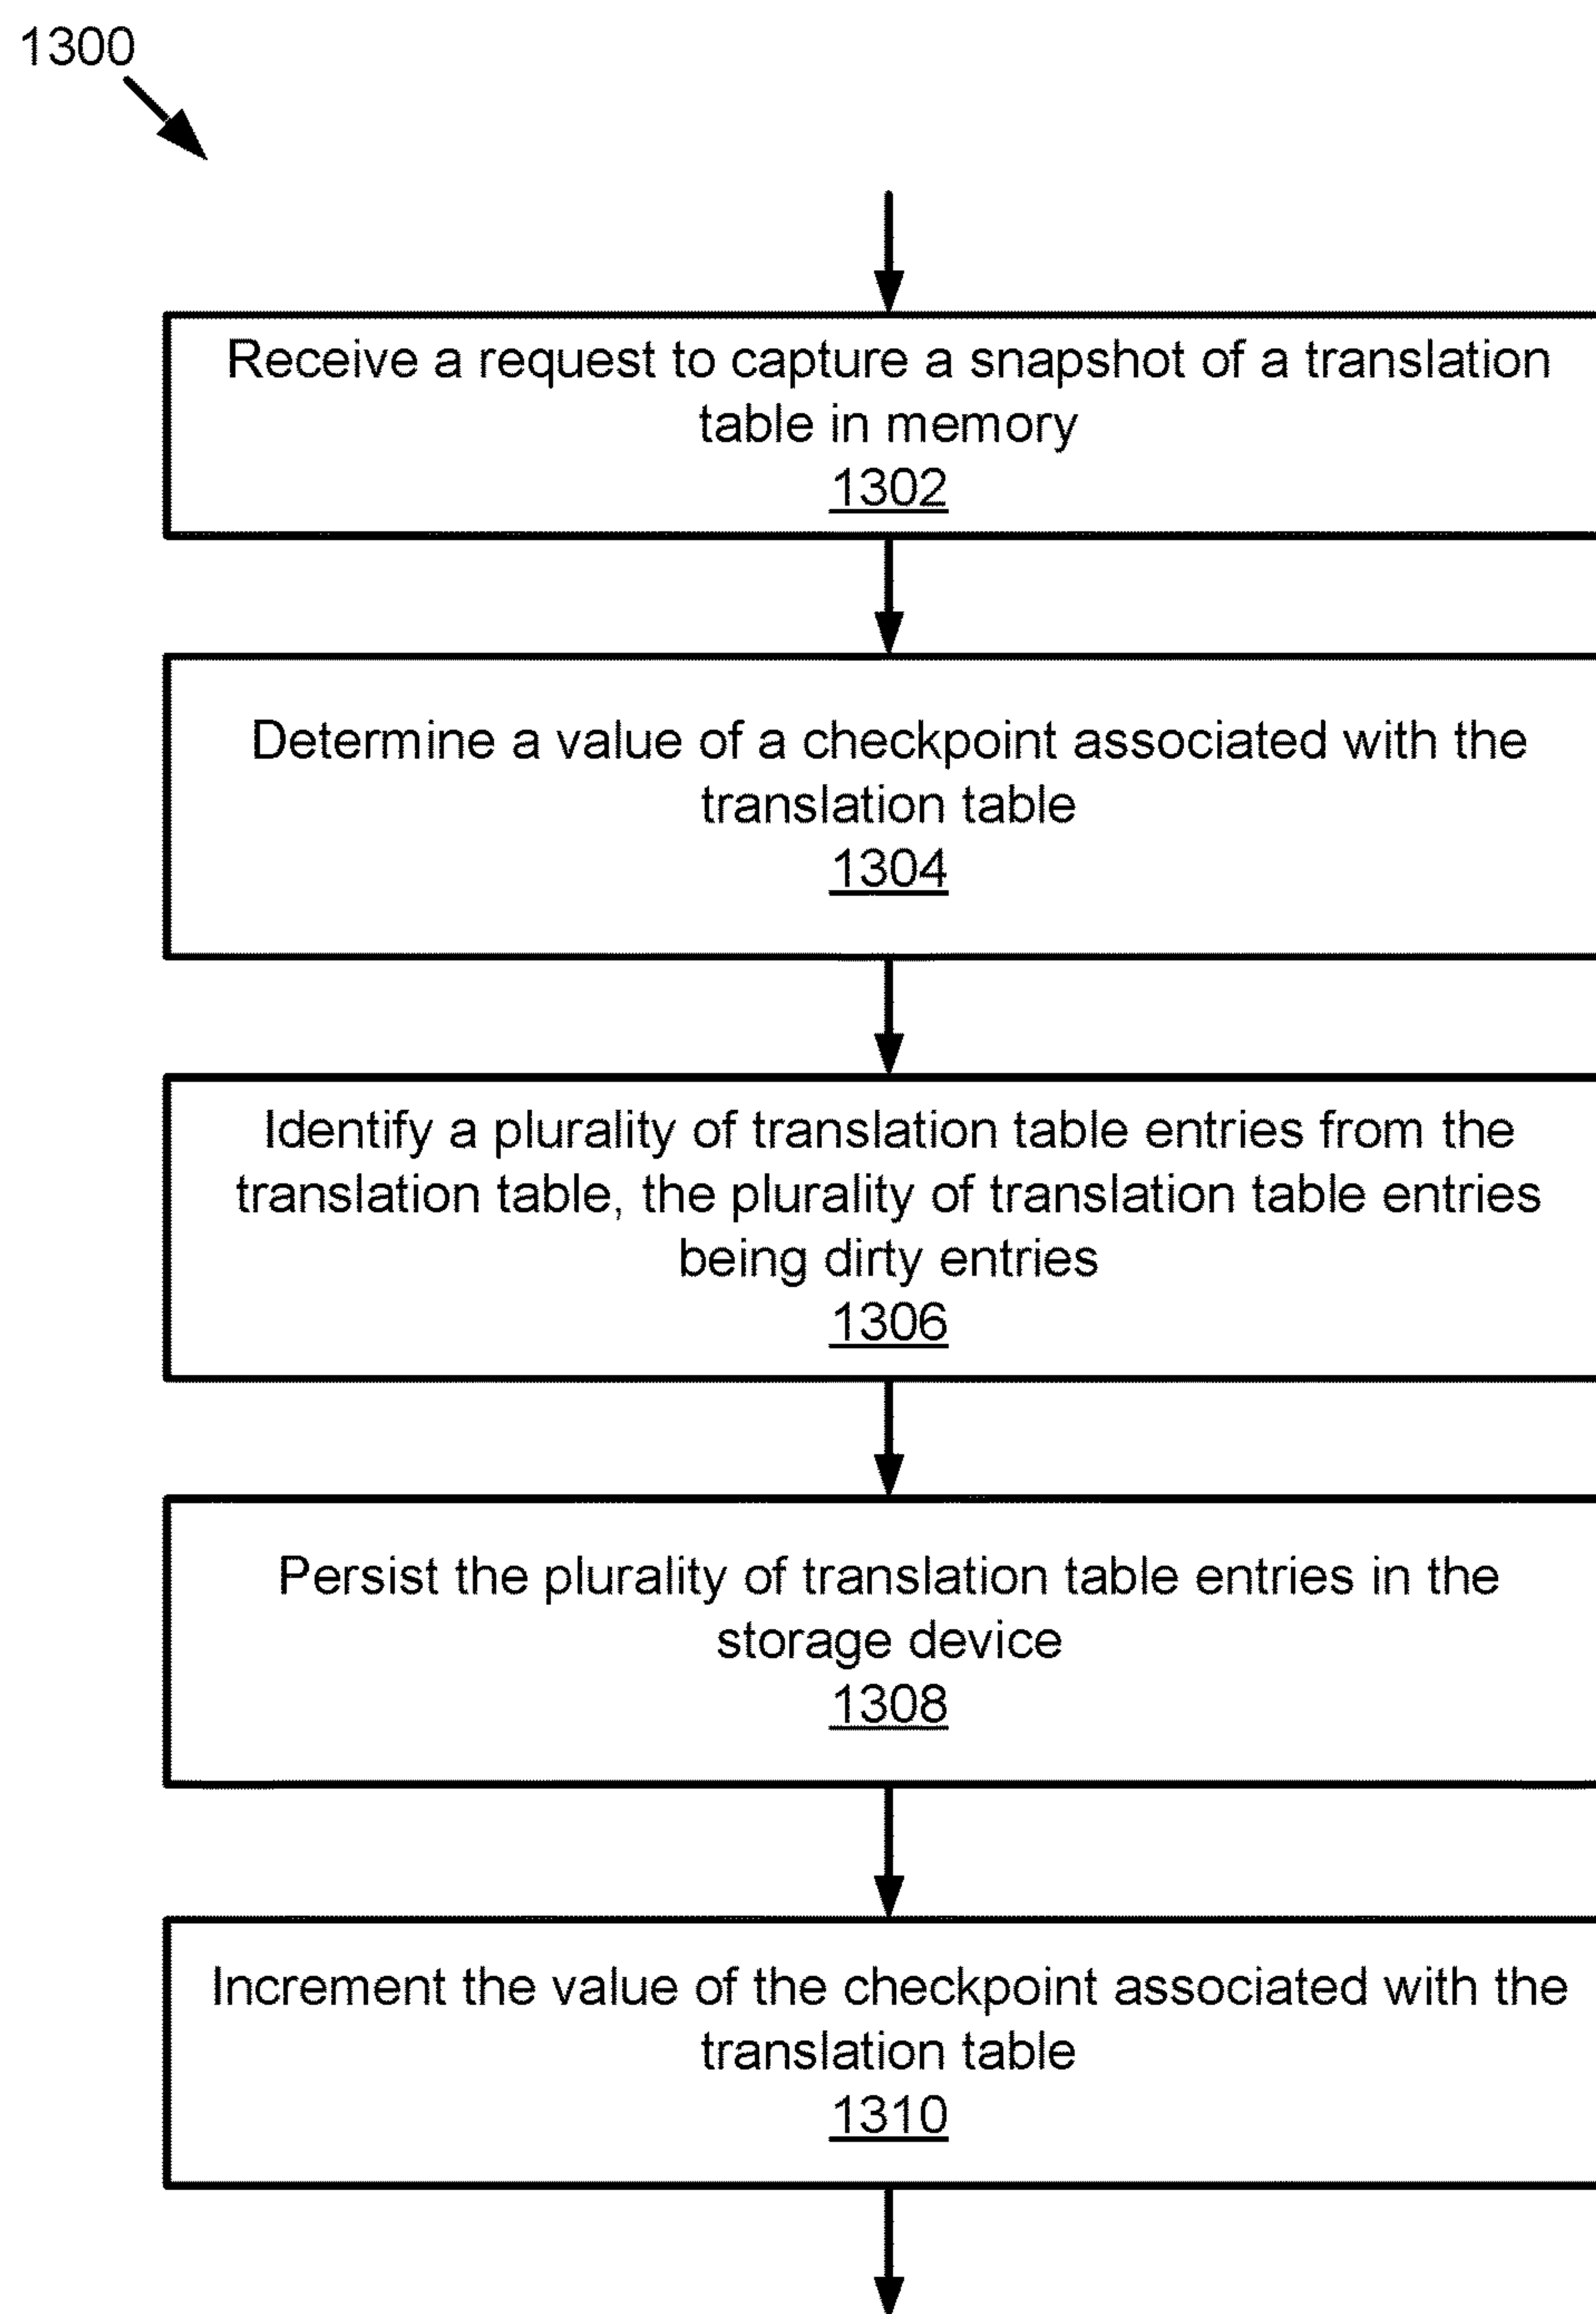 1300
Receive a request to capture a snapshot of a translation
table in memory
1302
Determine a value of a checkpoint associated with the
translation table
1304
Identify a plurality of translation table entries from the
translation table, the plurality of translation table entries
being dirty entries
1306
Persist the plurality of translation table entries in the
storage device
1308
Increment the value of the checkpoint associated with the
translation table
1310